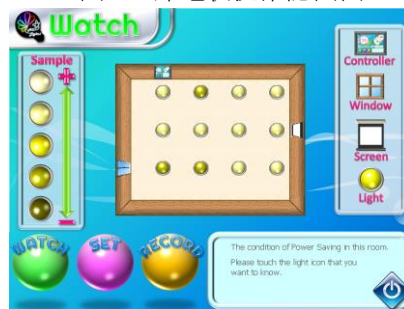 Watch
Sample
Controller
Window
Screen
Light
WATCH
SET
RECORD
The condition of Power Saving in this room.
Please touch the light icon that you
want to know.